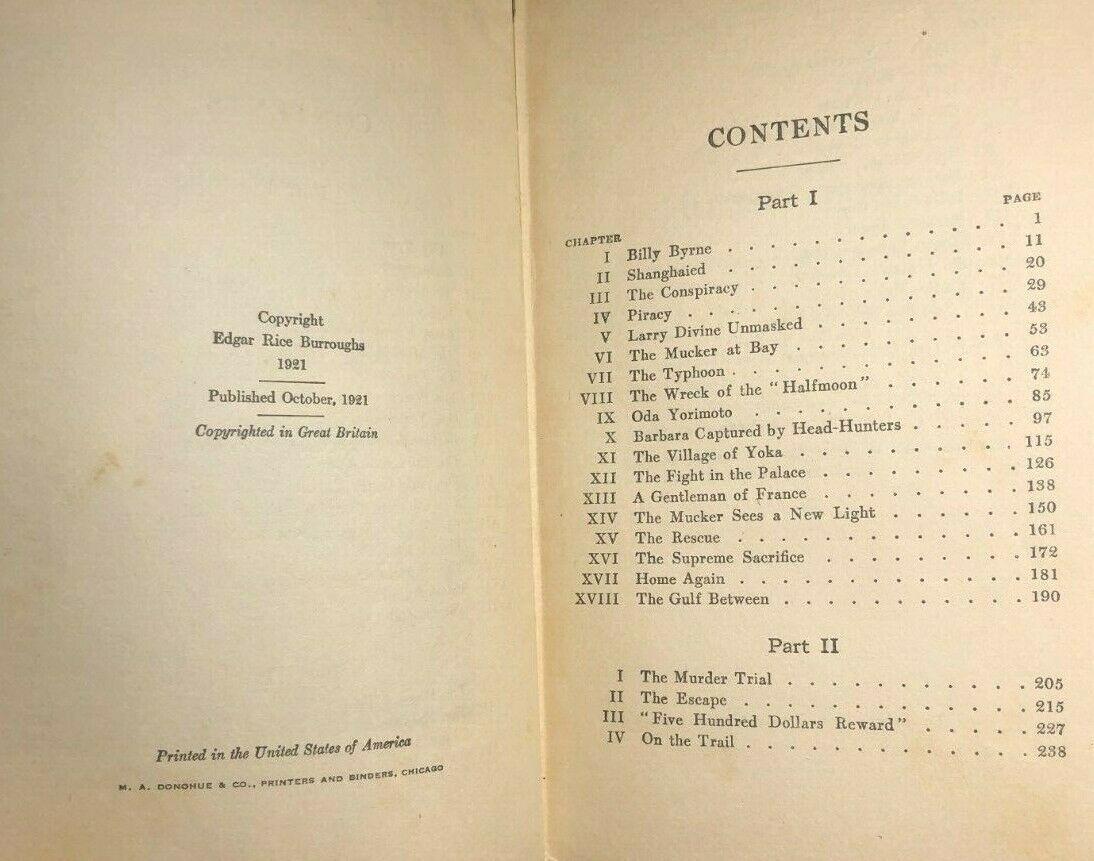 Copyright
Edgar Rice Burroughs
1921
Published October, 1921
Copyrighted in Great Britain
Printed in the United States of America
M. A. DONOHUE & CO., PRINTERS AND BINDERS, CHICAGO
CONTENTS
Part I
CHAPTER PAGE
I Billy Byrne . . . . . . . . . . . . . 1
II Shanghaied . . . . . . . . . . . . . 11
III The Conspiracy . . . . . . . . . . . . 20
IV Piracy . . . . . . . . . . . . . . 29
V Larry Divine Unmasked . . . . . . . . . 43
VI The Mucker at Bay . . . . . . . . . . 53
VII The Typhoon . . . . . . . . . . . . 63
VIII The Wreck of the "Halfmoon" . . . . . . . 74
IX Oda Yorimoto . . . . . . . . . . . . 85
X Barbara Captured by Head-Hunters . . . . . 97
XI The Village of Yoka . . . . . . . . . . 115
XII The Fight in the Palace . . . . . . . . . 126
XIII A Gentleman of France . . . . . . . . . 138
XIV The Mucker Sees a New Light . . . . . . 150
XV The Rescue . . . . . . . . . . . . . 161
XVI The Supreme Sacrifice . . . . . . . . . 172
XVII Home Again . . . . . . . . . . . . . 181
XVIII The Gulf Between . . . . . . . . . . . 190
Part II
I The Murder Trial . . . . . . . . . . . 205
II The Escape . . . . . . . . . . . . . 215
III "Five Hundred Dollars Reward" . . . . . . 227
IV On the Trail . . . . . . . . . . . . . 238